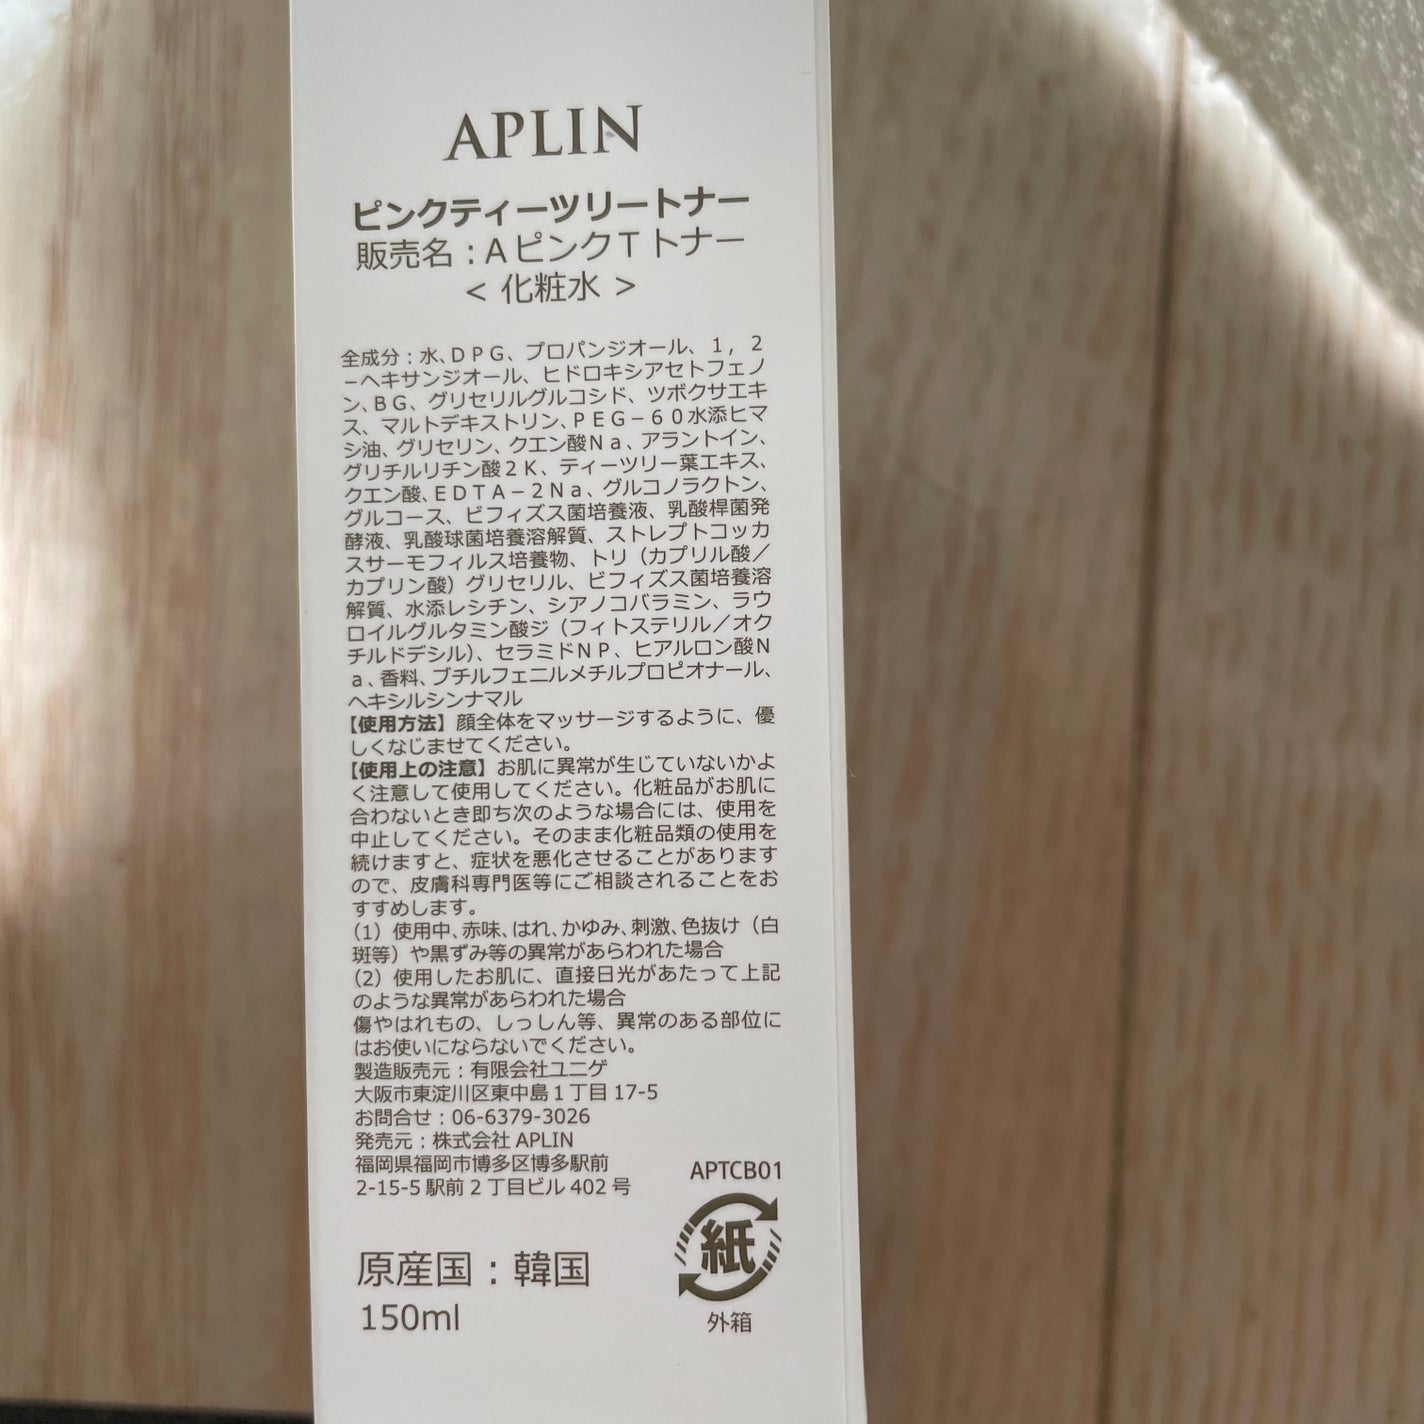 APLIN
ピンクティーツリートナー
販売名：AピンクTトナー
< 化粧水 >
全成分：水、DPG、プロパンジオール、1，2
−ヘキサンジオール、ヒドロキシアセトフェノ
ン、BG、グリセリルグルコシド、ツボクサエキ
ス、マルトデキストリン、PEG−60水添ヒマ
シ油、グリセリン、クエン酸Na、アラントイン、
グリチルリチン酸2K、ティーツリー葉エキス、
クエン酸、EDTA−2Na、グルコノラクトン、
グルコース、ビフィズス菌培養液、乳酸桿菌発
酵液、乳酸球菌培養溶解質、ストレプトコッカ
スサーモフィルス培養物、トリ（カプリル酸／
カプリン酸）グリセリル、ビフィズス菌培養溶
解質、水添レシチン、シアノコバラミン、ラウ
ロイルグルタミン酸ジ（フィトステリル／オク
チルドデシル）、セラミドNP、ヒアルロン酸N
a、香料、ブチルフェニルメチルプロピオナール、
ヘキシルシンナマル
【使用方法】顔全体をマッサージするように、優
しくなじませてください。
【使用上の注意】お肌に異常が生じていないかよ
く注意して使用してください。化粧品がお肌に
合わないとき即ち次のような場合には、使用を
中止してください。そのまま化粧品類の使用を
続けますと、症状を悪化させることがあります
ので、皮膚科専門医等にご相談されることをお
すすめします。
（1）使用中、赤味、はれ、かゆみ、刺激、色抜け（白
斑等）や黒ずみ等の異常があらわれた場合
（2）使用したお肌に、直接日光があたって上記
のような異常があらわれた場合
傷やはれもの、しっしん等、異常のある部位に
はお使いにならないでください。
製造販売元：有限会社ユニゲ
大阪市東淀川区東中島1丁目17-5
お問合せ：06-6379-3026
発売元：株式会社APLIN
福岡県福岡市博多区博多駅前
2-15-5駅前2丁目ビル402号
APTCB01
紙
外箱
原産国：韓国
150ml